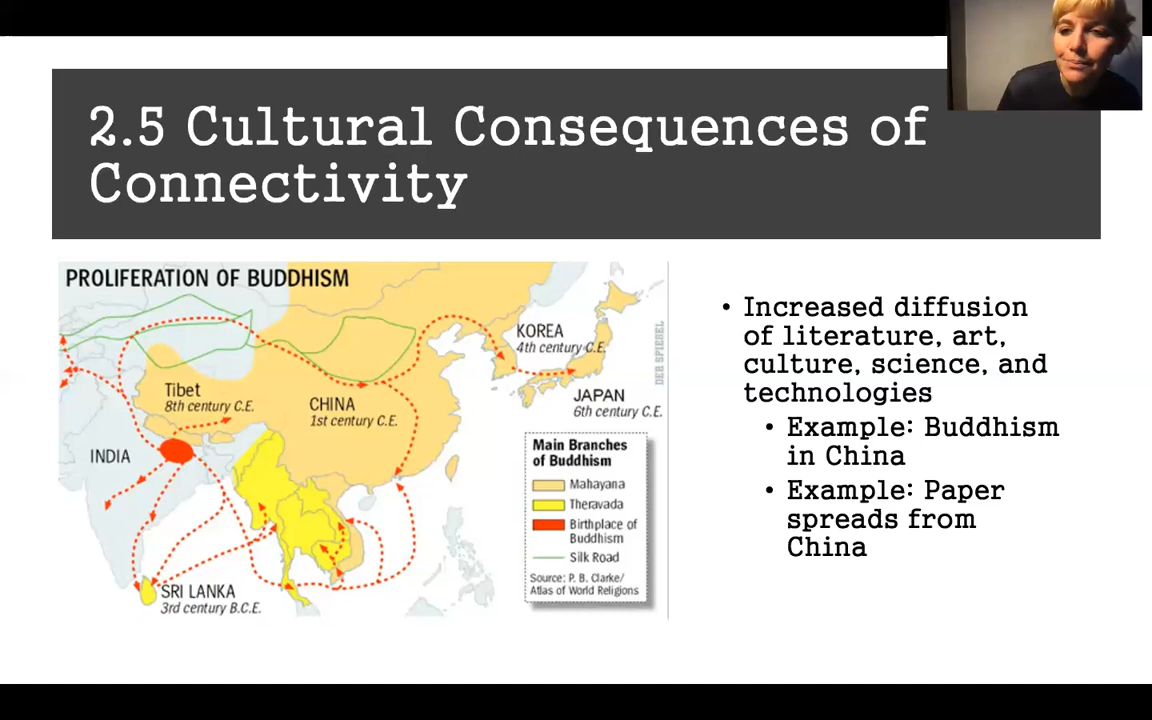 2.5 Cultural Consequences of
Connectivity
PROLIFERATION OF BUDDHISM
KOREA
4th century C.E.
JAPAN
6th century C.E.
Tibet
8th century C.E.
CHINA
1st century C.E.
INDIA
SRI LANKA
3rd century B.C.E.
DER SPIEGEL
Main Branches
of Buddhism
Mahayana
Theravada
Birthplace of
Buddhism
Silk Road
Source: P. B. Clarke/
Atlas of World Religions
• Increased diffusion
of literature, art,
culture, science, and
technologies
• Example: Buddhism
in China
• Example: Paper
spreads from
China